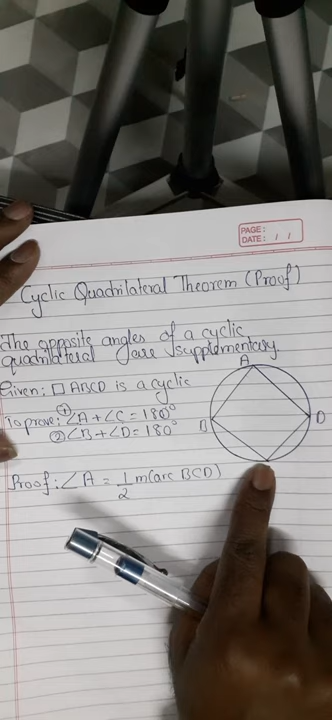 PAGE:
DATE: / /
Cyclic Quadrilateral Theorem (Proof)
The opposite angles of a cyclic
quadrilateral are supplementary.
Given: □ ABCD is a cyclic
To prove: ① ∠A + ∠C = 180°
② ∠B + ∠D = 180°
A
B
D
Proof: ∠A = 1/2 m(arc BCD)